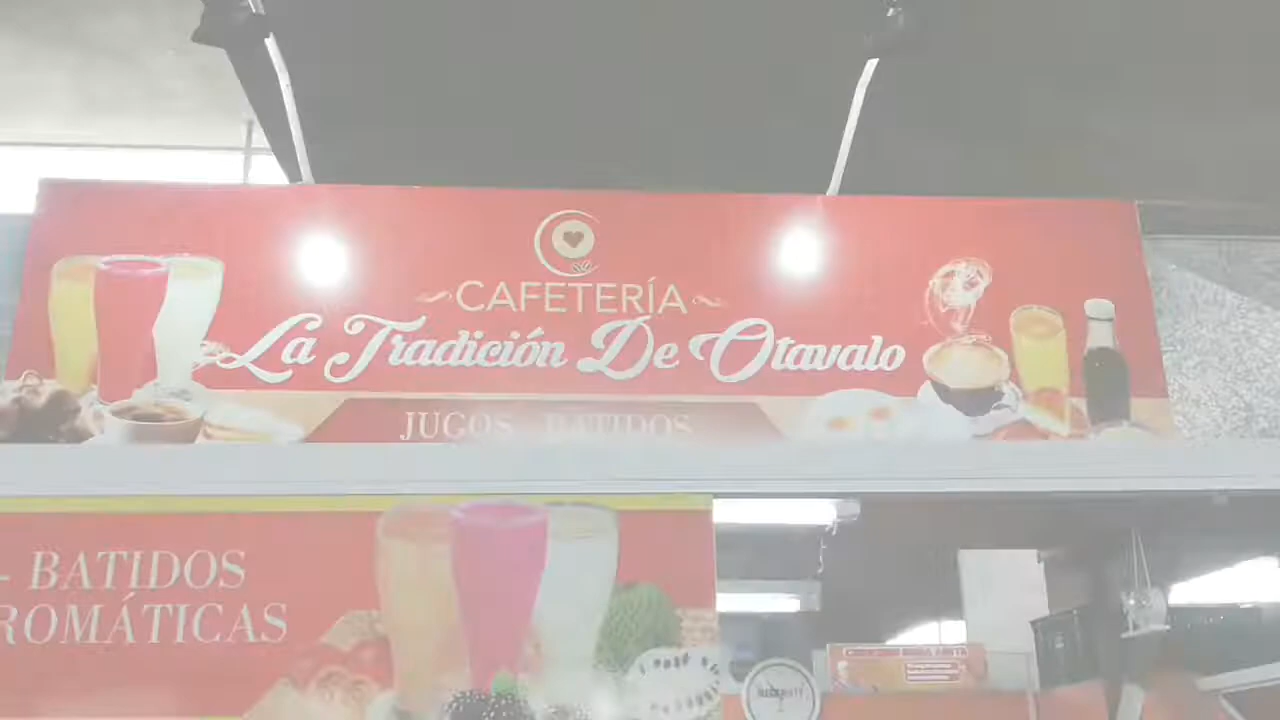 CAFETERÍA
La Tradición De Otavalo
JUGOS BATIDOS
- BATIDOS
ROMÁTICAS